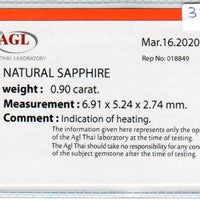 3
AGL
THAI LABORATORY
Mar.16.2020
Rep No: 018849
NATURAL SAPPHIRE
weight : 0.90 carat.
Measurement : 6.91 x 5.24 x 2.74 mm.
Comment : Indication of heating.
The information given here represents only the opin
of the Agl Thai laboratory at the time of testing.
The Agl Thai should take no responsibility for any con
of the subject gemstone after at the time of testing.